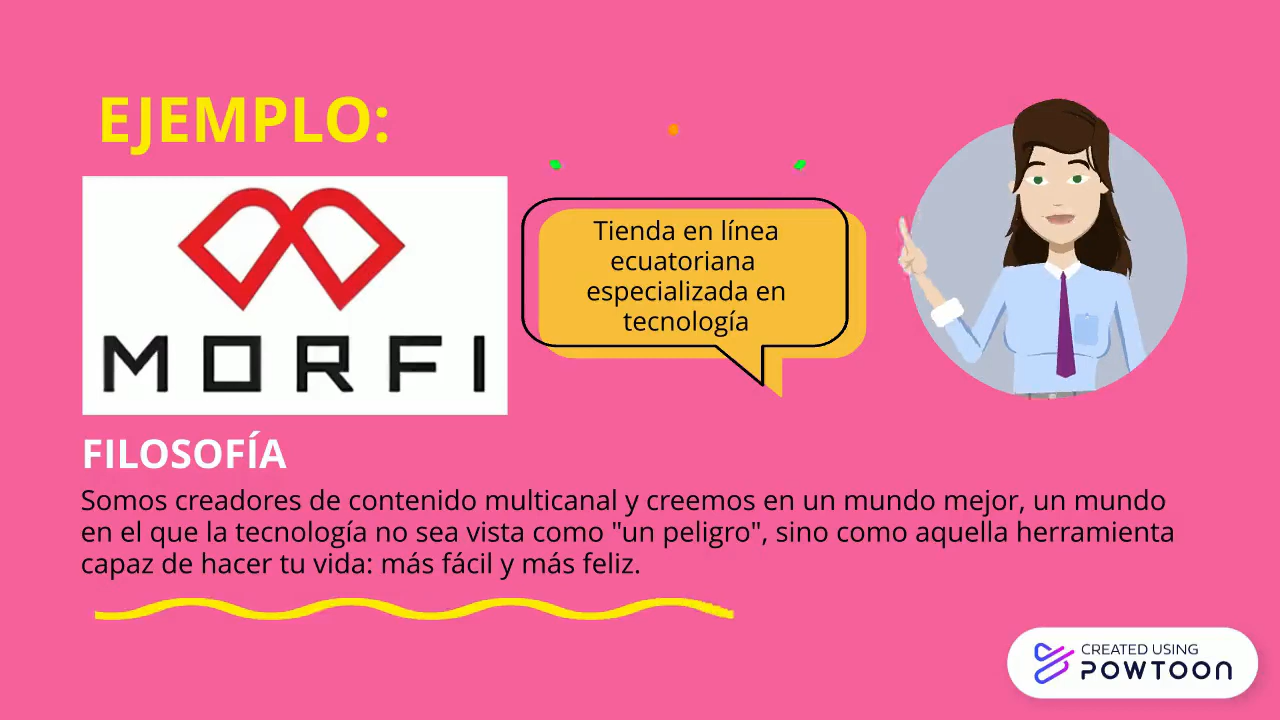 EJEMPLO:
MORFI
Tienda en línea
ecuatoriana
especializada en
tecnología
FILOSOFÍA
Somos creadores de contenido multicanal y creemos en un mundo mejor, un mundo
en el que la tecnología no sea vista como "un peligro", sino como aquella herramienta
capaz de hacer tu vida: más fácil y más feliz.
CREATED USING
POWTOON